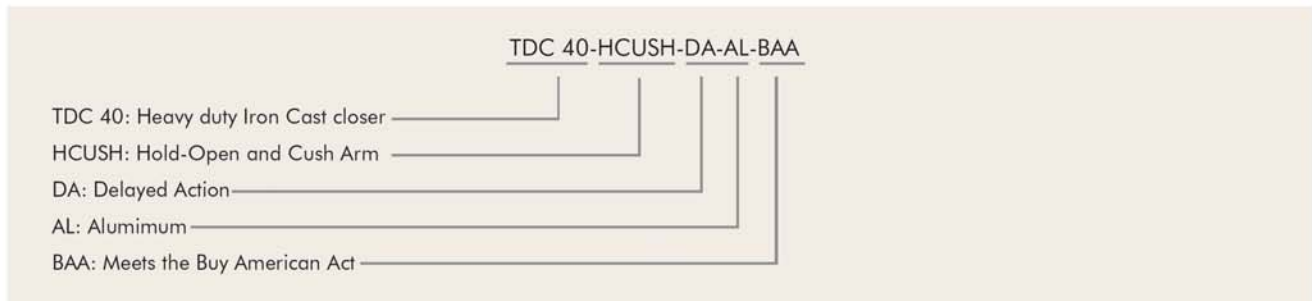 TDC 40-HCUSH-DA-AL-BAA
TDC 40: Heavy duty Iron Cast closer
HCUSH: Hold-Open and Cush Arm
DA: Delayed Action
AL: Alumimum
BAA: Meets the Buy American Act